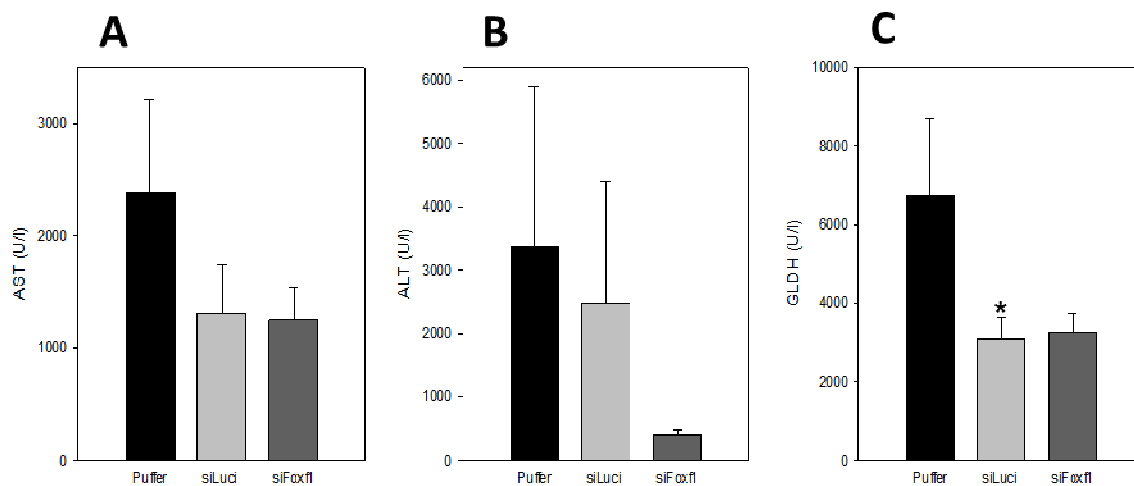 A
B
C
AST (U/l)
3000
2000
1000
0
Puffer siLuci siFoxf1
ALT (U/l)
6000
5000
4000
3000
2000
1000
0
Puffer siLuci siFoxf1
GLDH (U/l)
10000
8000
6000
4000
2000
0
*
Puffer siLuci siFoxf1